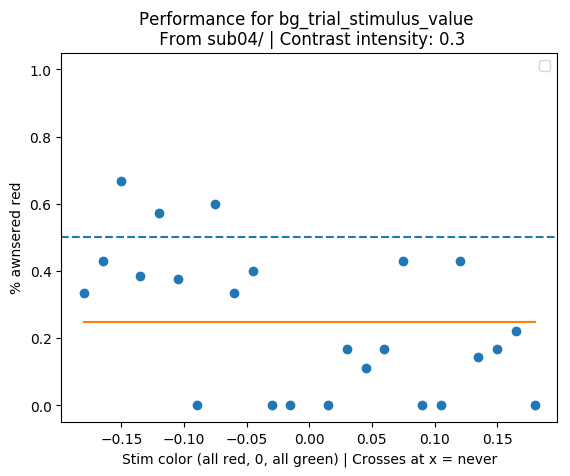 Performance for bg_trial_stimulus_value
From sub04/ | Contrast intensity: 0.3
1.0
0.8
0.6
0.4
0.2
0.0
% awnsered red
−0.15 −0.10 −0.05 0.00 0.05 0.10 0.15
Stim color (all red, 0, all green) | Crosses at x = never